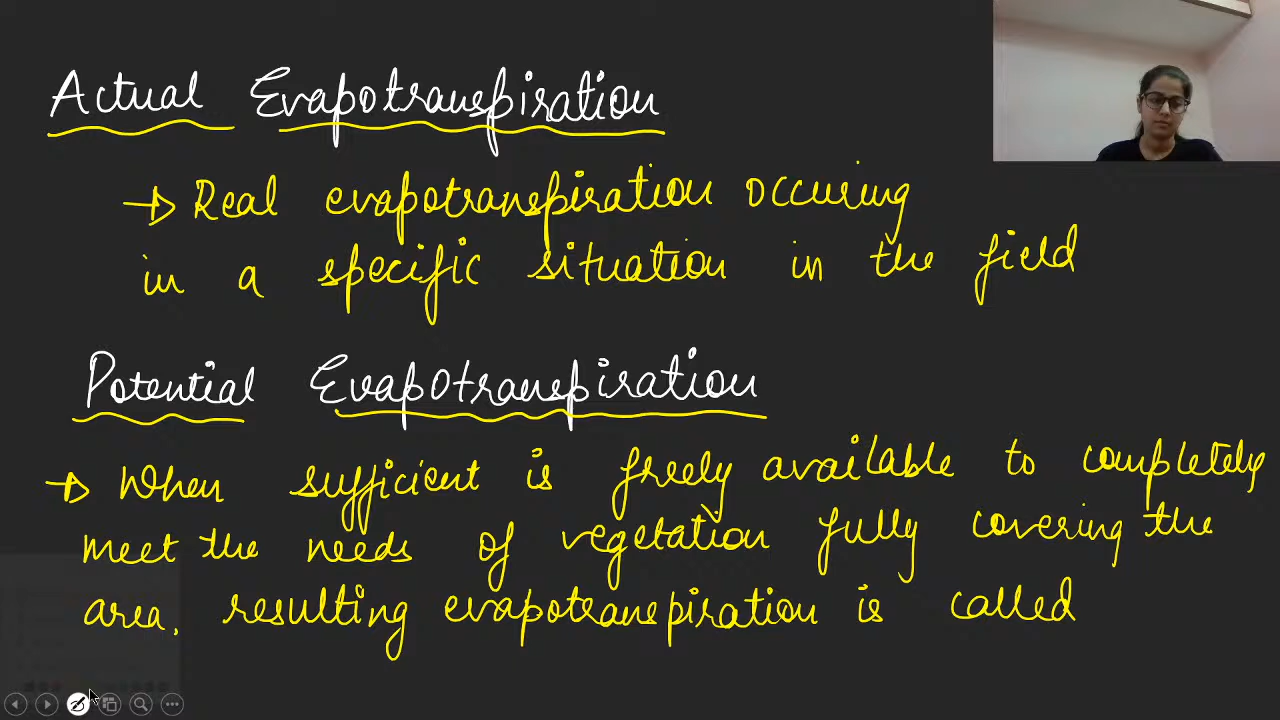 Actual Evapotranspiration
→ Real evapotranspiration occuring
in a specific situation in the field
Potential Evapotranspiration
→ When sufficient is freely available to completely
meet the needs of vegetation fully covering the
area, resulting evapotranspiration is called